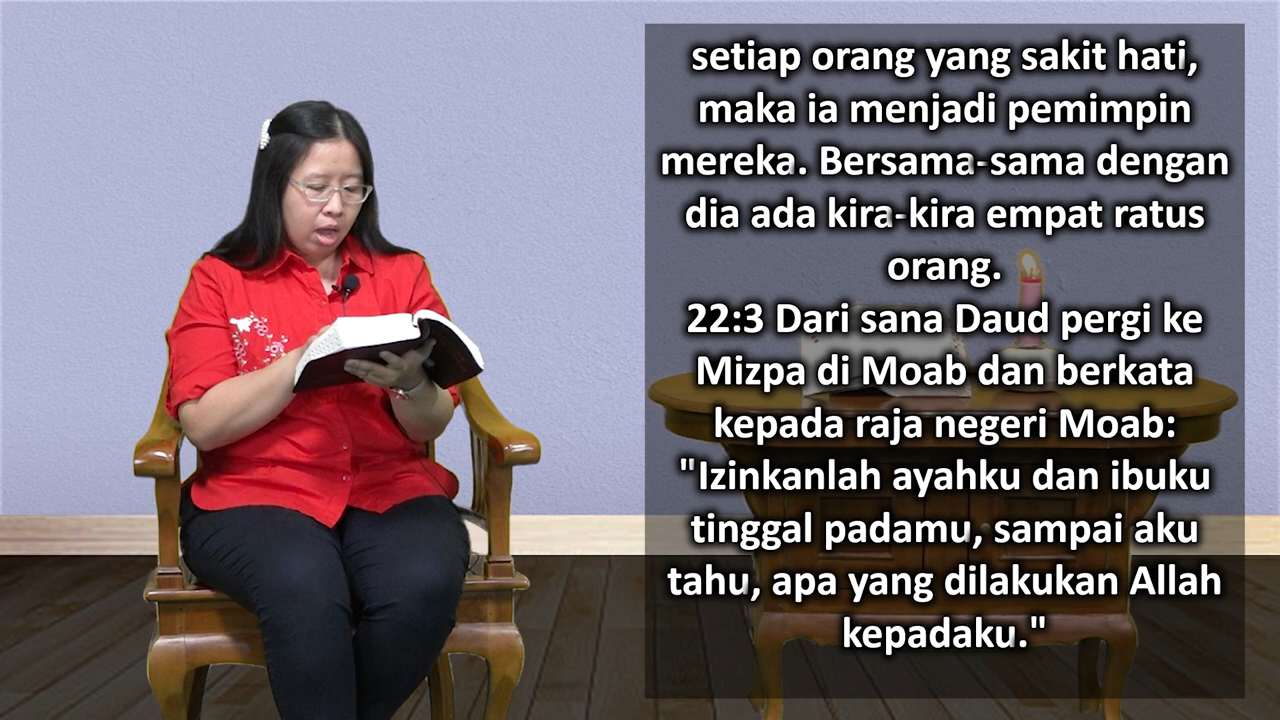 setiap orang yang sakit hati,
maka ia menjadi pemimpin
mereka. Bersama-sama dengan
dia ada kira-kira empat ratus
orang.
22:3 Dari sana Daud pergi ke
Mizpa di Moab dan berkata
kepada raja negeri Moab:
"Izinkanlah ayahku dan ibuku
tinggal padamu, sampai aku
tahu, apa yang dilakukan Allah
kepadaku."